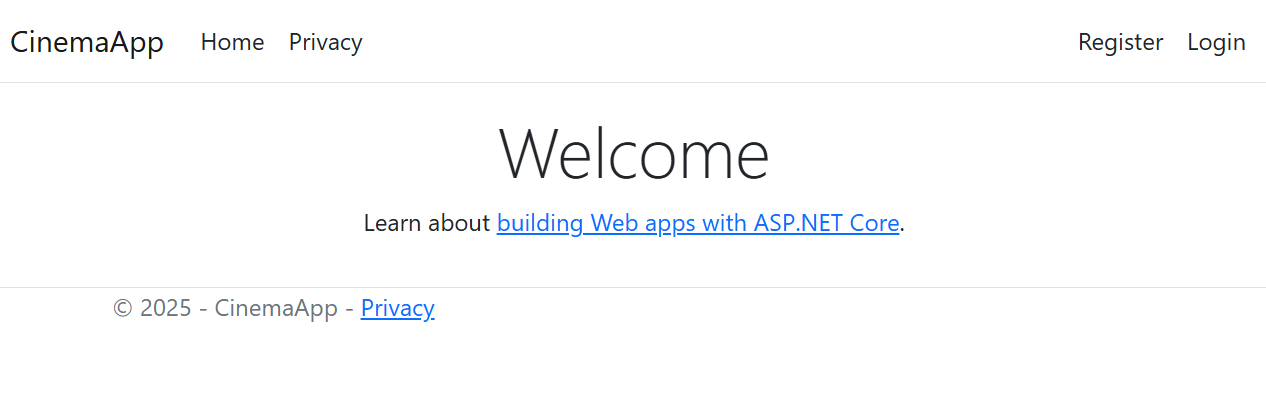 CinemaApp Home Privacy Register Login
Welcome
Learn about building Web apps with ASP.NET Core.
© 2025 - CinemaApp - Privacy